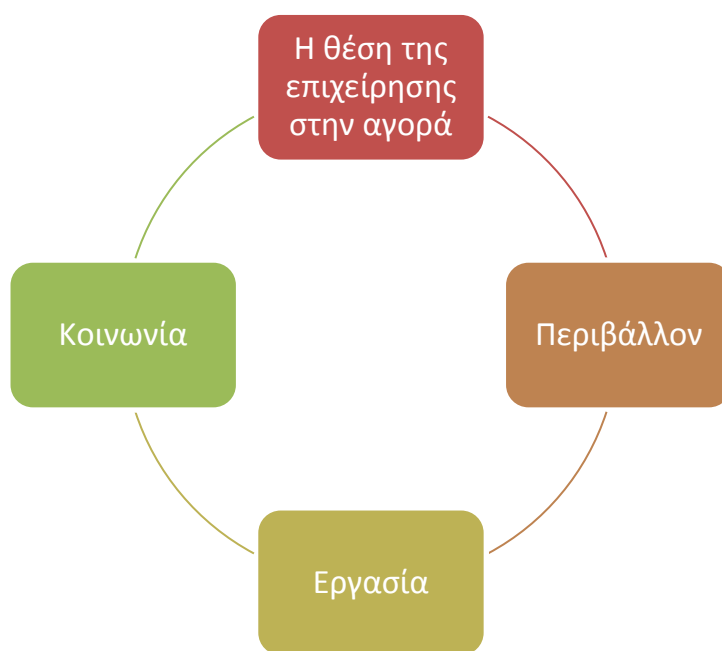 Η θέση της
επιχείρησης
στην αγορά
Κοινωνία
Περιβάλλον
Εργασία